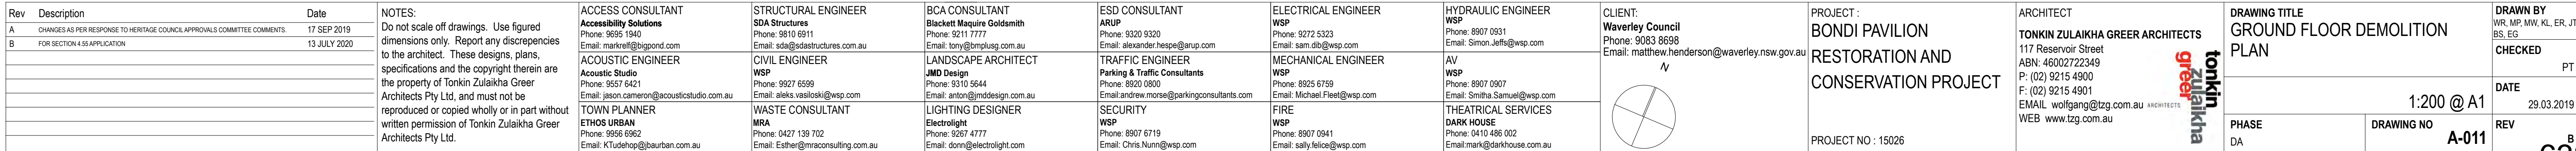 Rev Description Date
A CHANGES AS PER RESPONSE TO HERITAGE COUNCIL APPROVALS COMMITTEE COMMENTS. 17 SEP 2019
B FOR SECTION 4.55 APPLICATION 13 JULY 2020
NOTES:
Do not scale off drawings. Use figured
dimensions only. Report any discrepencies
to the architect. These designs, plans,
specifications and the copyright therein are
the property of Tonkin Zulaikha Greer
Architects Pty Ltd, and must not be
reproduced or copied wholly or in part without
written permission of Tonkin Zulaikha Greer
Architects Pty Ltd.
ACCESS CONSULTANT
Accessibility Solutions
Phone: 9695 1940
Email: markrelf@bigpond.com
ACOUSTIC ENGINEER
Acoustic Studio
Phone: 9557 6421
Email: jason.cameron@acousticstudio.com.au
TOWN PLANNER
ETHOS URBAN
Phone: 9956 6962
Email: KTudehop@jbaurban.com.au
STRUCTURAL ENGINEER
SDA Structures
Phone: 9810 6911
Email: sda@sdastructures.com.au
CIVIL ENGINEER
WSP
Phone: 9927 6599
Email: aleks.vasiloski@wsp.com
WASTE CONSULTANT
MRA
Phone: 0427 139 702
Email: Esther@mraconsulting.com.au
BCA CONSULTANT
Blackett Maquire Goldsmith
Phone: 9211 7777
Email: tony@bmplusg.com.au
LANDSCAPE ARCHITECT
JMD Design
Phone: 9310 5644
Email: anton@jmddesign.com.au
LIGHTING DESIGNER
Electrolight
Phone: 9267 4777
Email: donn@electrolight.com
ESD CONSULTANT
ARUP
Phone: 9320 9320
Email: alexander.hespe@arup.com
TRAFFIC ENGINEER
Parking & Traffic Consultants
Phone: 8920 0800
Email:andrew.morse@parkingconsultants.com
SECURITY
WSP
Phone: 8907 6719
Email: Chris.Nunn@wsp.com
ELECTRICAL ENGINEER
WSP
Phone: 9272 5323
Email: sam.dib@wsp.com
MECHANICAL ENGINEER
WSP
Phone: 8925 6759
Email: Michael.Fleet@wsp.com
FIRE
WSP
Phone: 8907 0941
Email: sally.felice@wsp.com
HYDRAULIC ENGINEER
WSP
Phone: 8907 0931
Email: Simon.Jeffs@wsp.com
AV
WSP
Phone: 8907 0907
Email: Smitha.Samuel@wsp.com
THEATRICAL SERVICES
DARK HOUSE
Phone: 0410 486 002
Email:mark@darkhouse.com.au
CLIENT:
Waverley Council
Phone: 9083 8698
Email: matthew.henderson@waverley.nsw.gov.au
N
PROJECT :
BONDI PAVILION
RESTORATION AND
CONSERVATION PROJECT
PROJECT NO : 15026
ARCHITECT
TONKIN ZULAIKHA GREER ARCHITECTS
117 Reservoir Street
ABN: 46002722349
P: (02) 9215 4900
F: (02) 9215 4901
EMAIL wolfgang@tzg.com.au
WEB www.tzg.com.au
ARCHITECTS
tonkin
zulaikha
greer
DRAWING TITLE
GROUND FLOOR DEMOLITION
PLAN
1:200 @ A1
PHASE
DA
DRAWING NO
A-011
DRAWN BY
WR, MP, MW, KL, ER, JT
BS, EG
CHECKED
PT
DATE
29.03.2019
REV
B